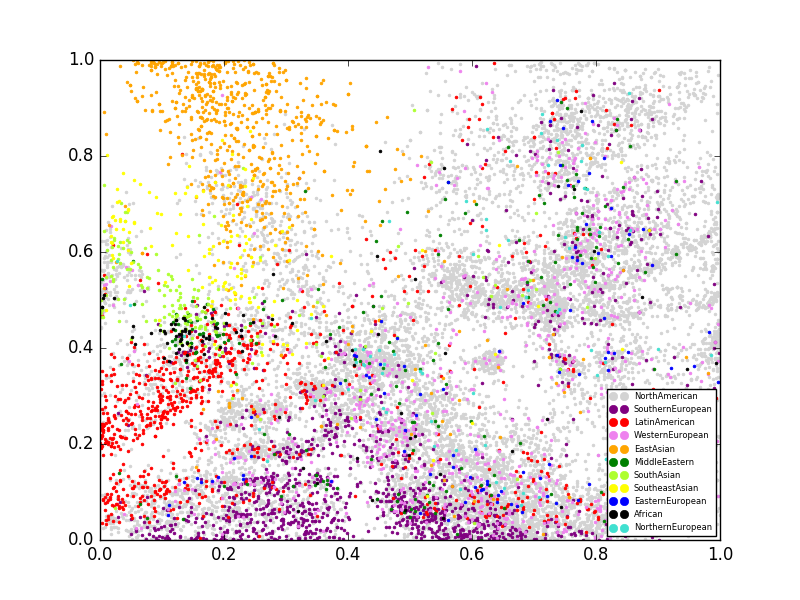 1.0
0.8
0.6
0.4
0.2
0.0
0.0
0.2
0.4
0.6
0.8
1.0
NorthAmerican
SouthernEuropean
LatinAmerican
WesternEuropean
EastAsian
MiddleEastern
SouthAsian
SoutheastAsian
EasternEuropean
African
NorthernEuropean